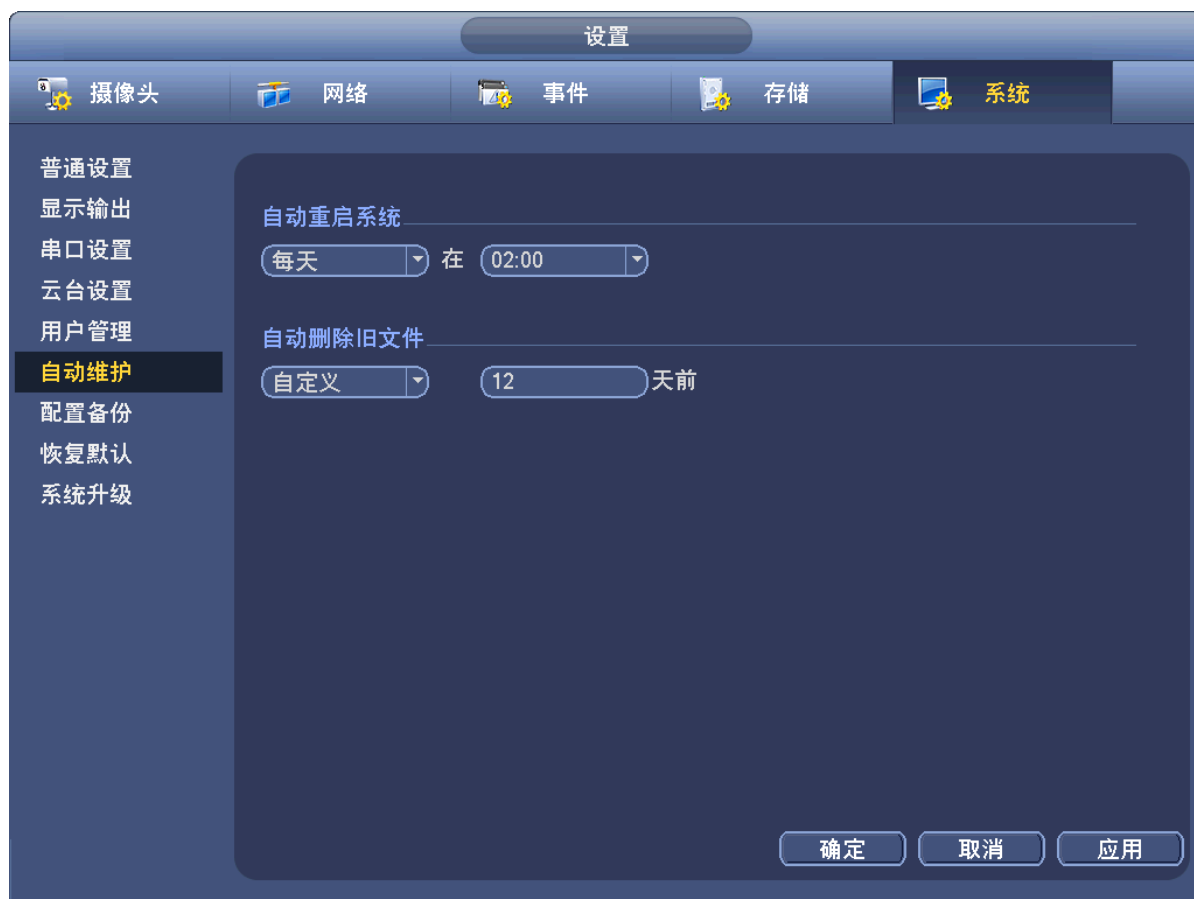 设置
摄像头 网络 事件 存储 系统
普通设置
显示输出
串口设置
云台设置
用户管理
自动维护
配置备份
恢复默认
系统升级
自动重启系统
每天 在 02:00
自动删除旧文件
自定义 12 天前
确定 取消 应用